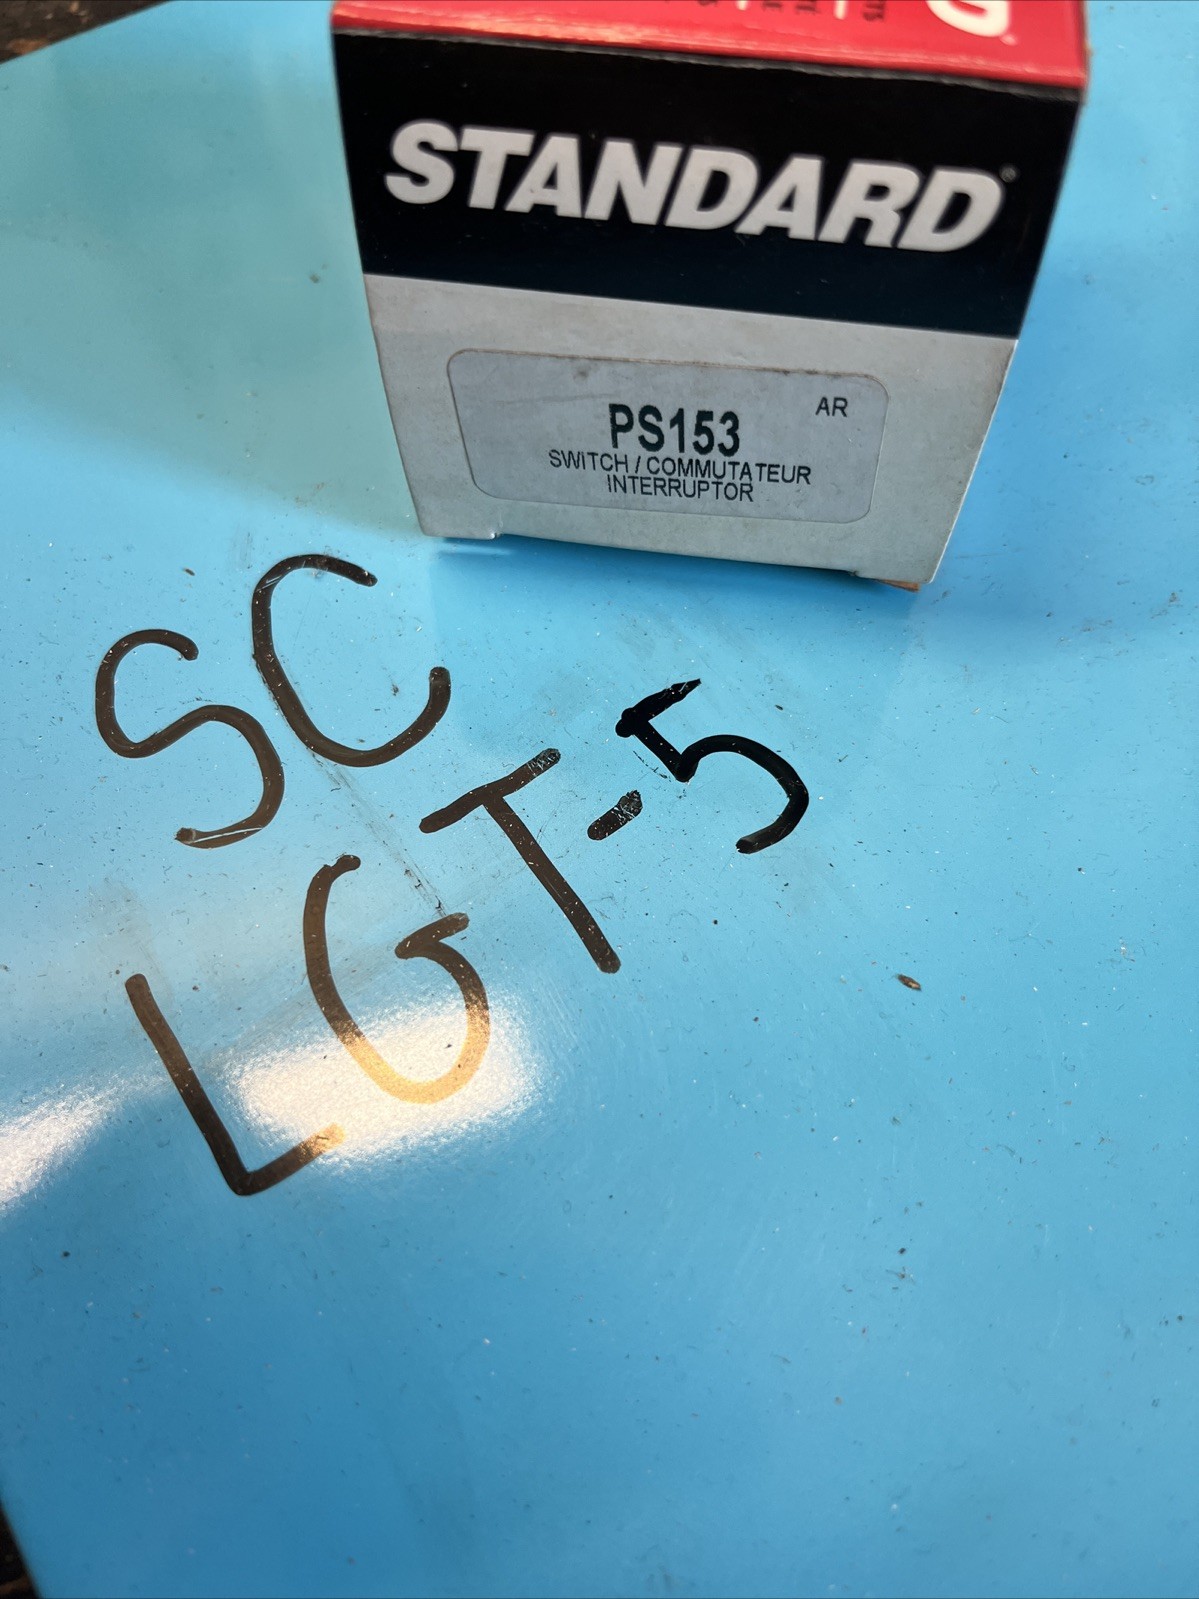 STANDARD®
AR
PS153
SWITCH / COMMUTATEUR
INTERRUPTOR
SC
LGT-5